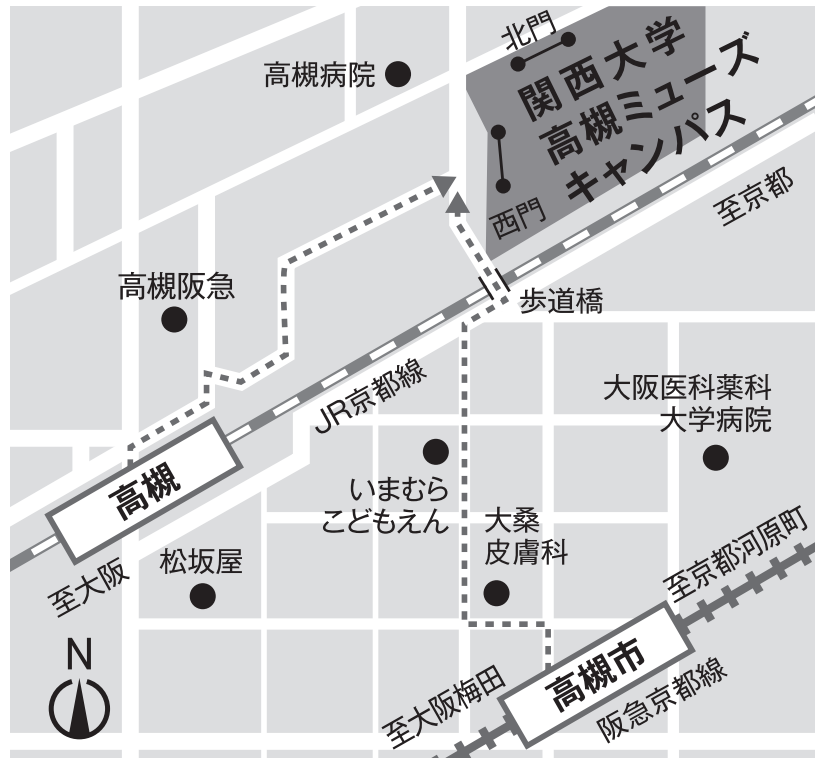 北門
関西大学
高槻ミューズ
キャンパス
高槻病院
西門
至京都
高槻阪急
歩道橋
JR京都線
大阪医科薬科
大学病院
高槻
いまむら
こどもえん
大桑
皮膚科
松坂屋
至大阪
至京都河原町
N
高槻市
至大阪梅田
阪急京都線